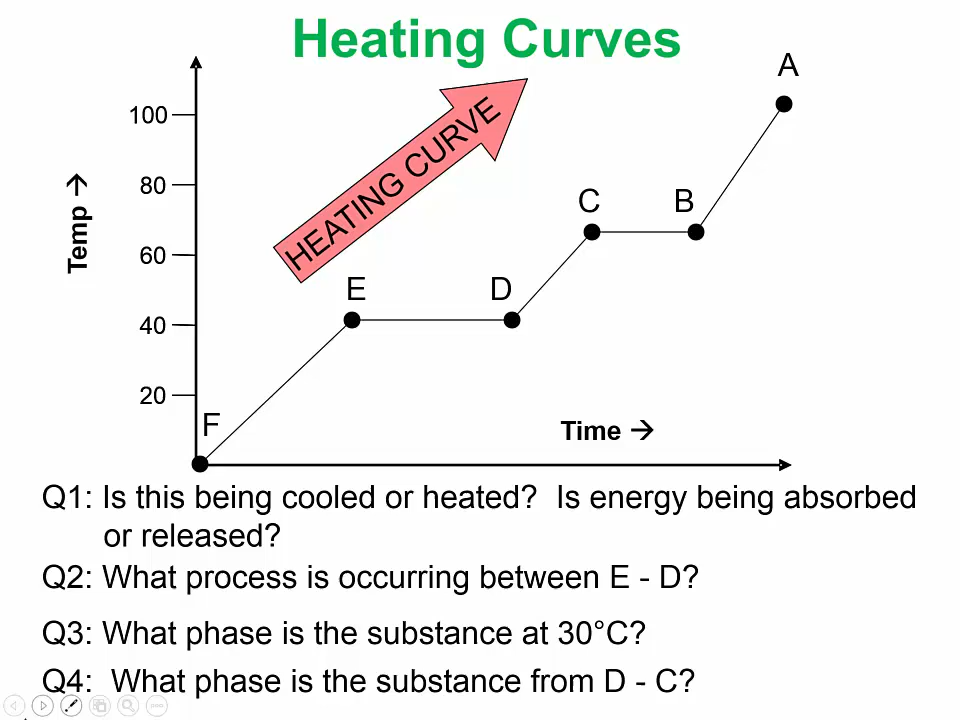 Heating Curves
A
100
HEATING CURVE
80
C
B
Temp →
60
E
D
40
20
F
Time →
Q1: Is this being cooled or heated?  Is energy being absorbed
or released?
Q2: What process is occurring between E - D?
Q3: What phase is the substance at 30°C?
Q4:  What phase is the substance from D - C?